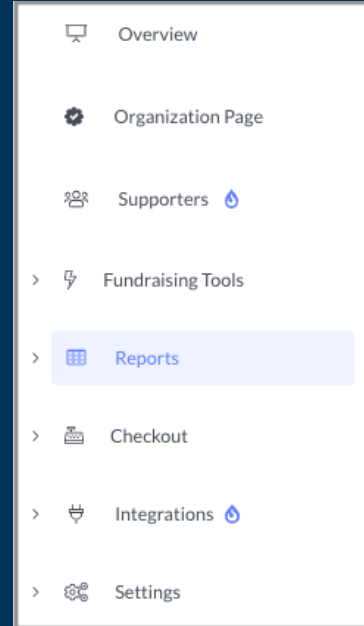 Overview
Organization Page
Supporters
Fundraising Tools
Reports
Checkout
Integrations
Settings